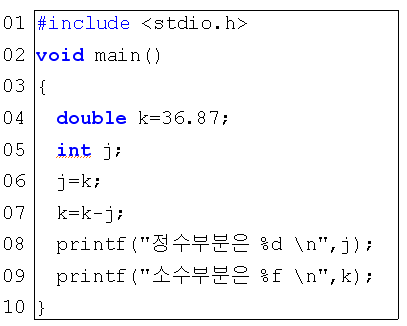 01 #include <stdio.h>
02 void main()
03 {
04 double k=36.87;
05 int j;
06 j=k;
07 k=k-j;
08 printf("정수부분은 %d \n",j);
09 printf("소수부분은 %f \n",k);
10 }